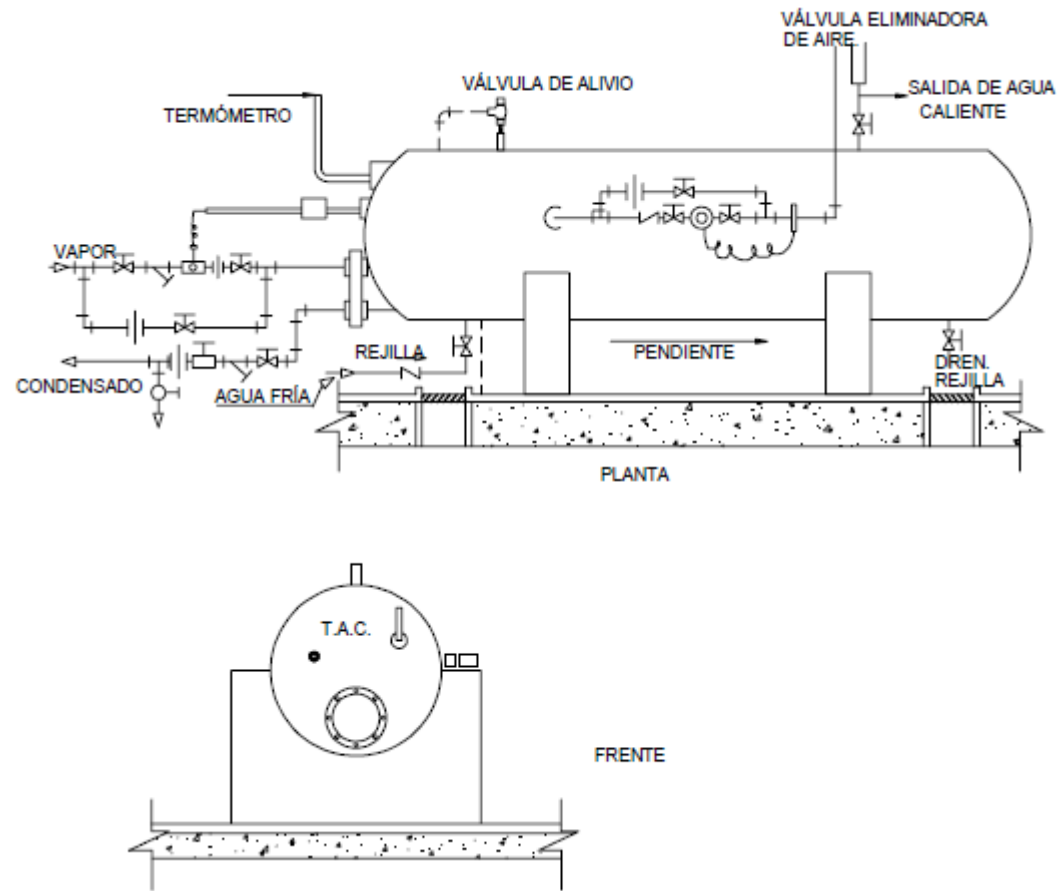 VÁLVULA ELIMINADORA
DE AIRE
VÁLVULA DE ALIVIO
SALIDA DE AGUA
CALIENTE
TERMÓMETRO
VAPOR
REJILLA
PENDIENTE
DREN.
REJILLA
CONDENSADO
AGUA FRÍA
PLANTA
T.A.C.
FRENTE